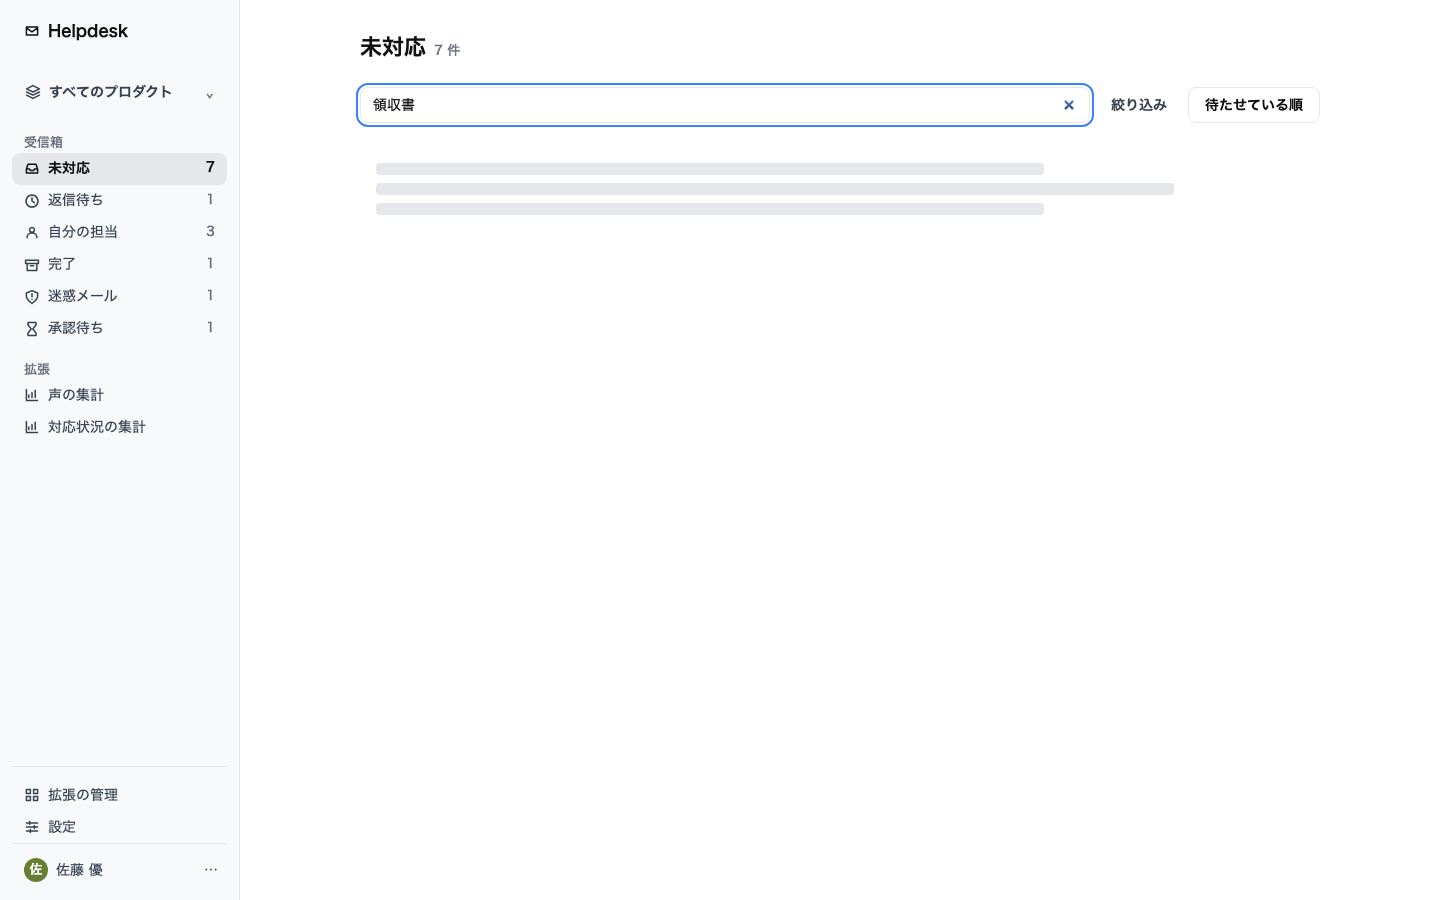 Helpdesk
すべてのプロダクト
受信箱
未対応 7
返信待ち 1
自分の担当 3
完了 1
迷惑メール 1
承認待ち 1
拡張
声の集計
対応状況の集計
拡張の管理
設定
佐 佐藤 優 …
未対応 7 件
領収書
絞り込み
待たせている順